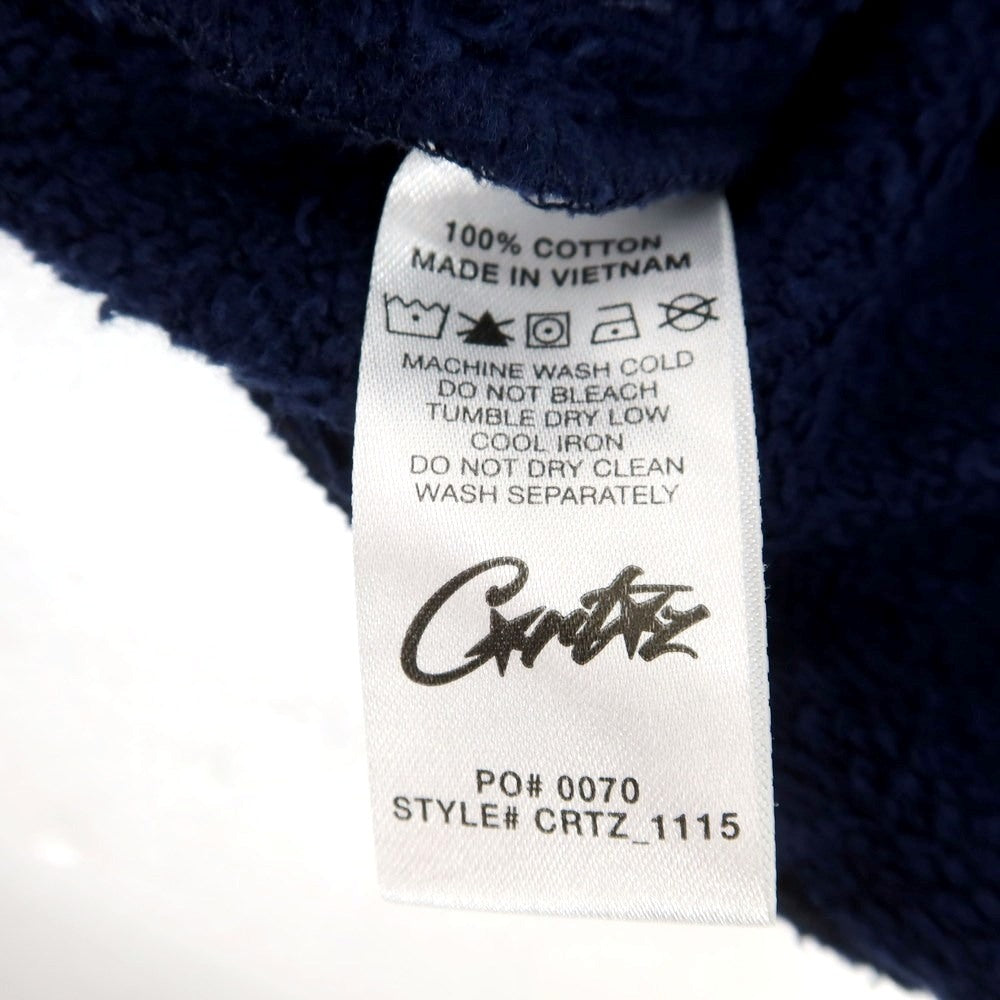 100% COTTON
MADE IN VIETNAM
MACHINE WASH COLD
DO NOT BLEACH
TUMBLE DRY LOW
COOL IRON
DO NOT DRY CLEAN
WASH SEPARATELY
Crtz
PO# 0070
STYLE# CRTZ_1115